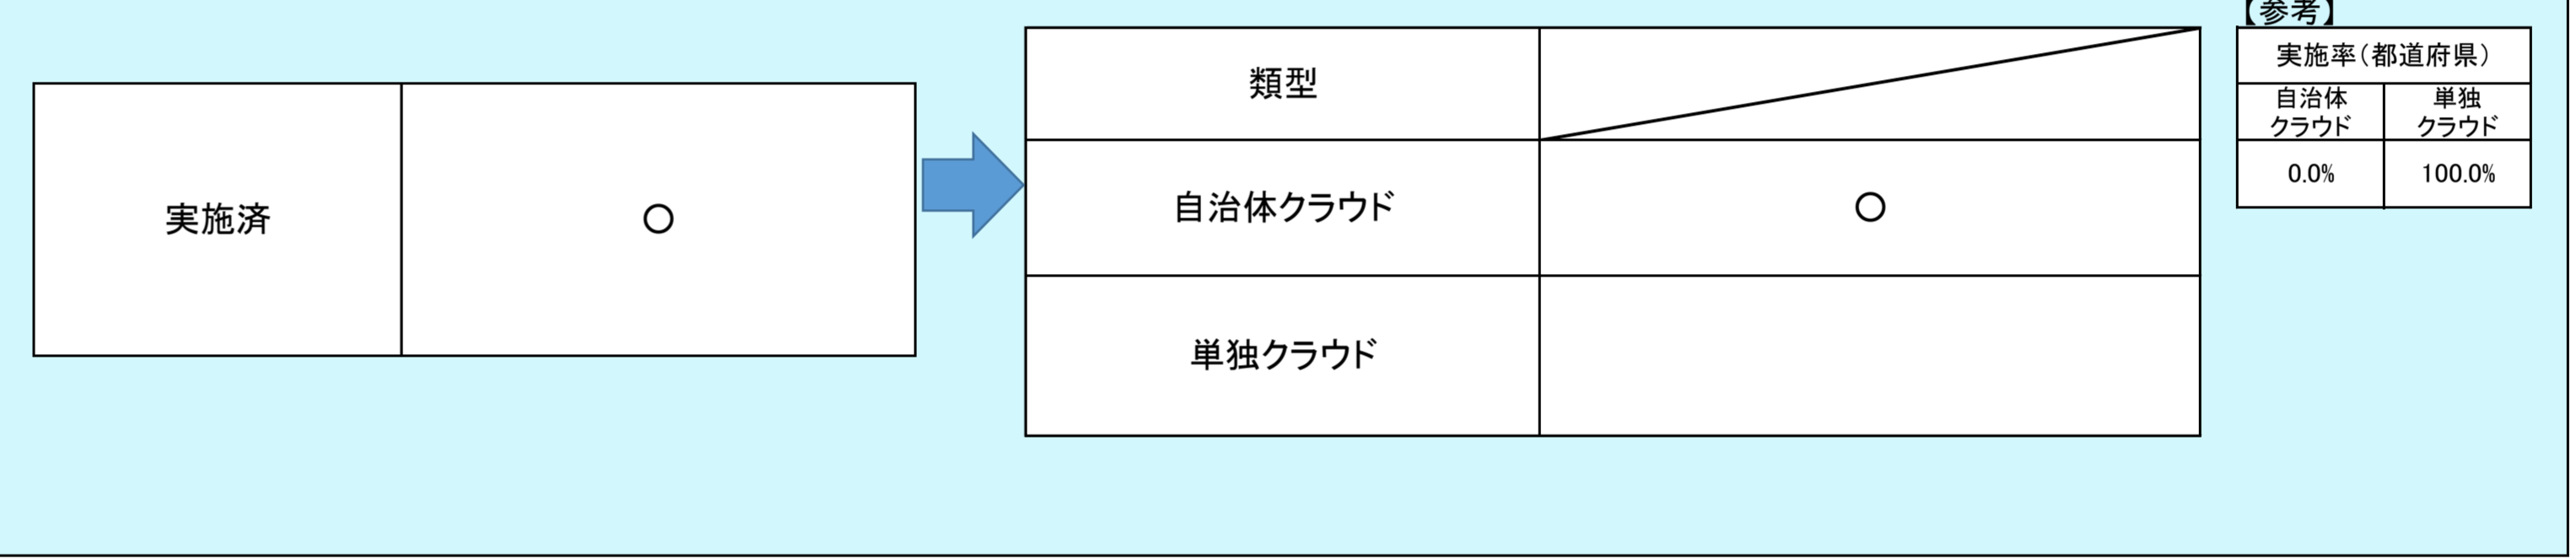 【参考】
実施済
○
類型
自治体クラウド
○
単独クラウド
実施率（都道府県）
自治体
クラウド
単独
クラウド
0.0%
100.0%